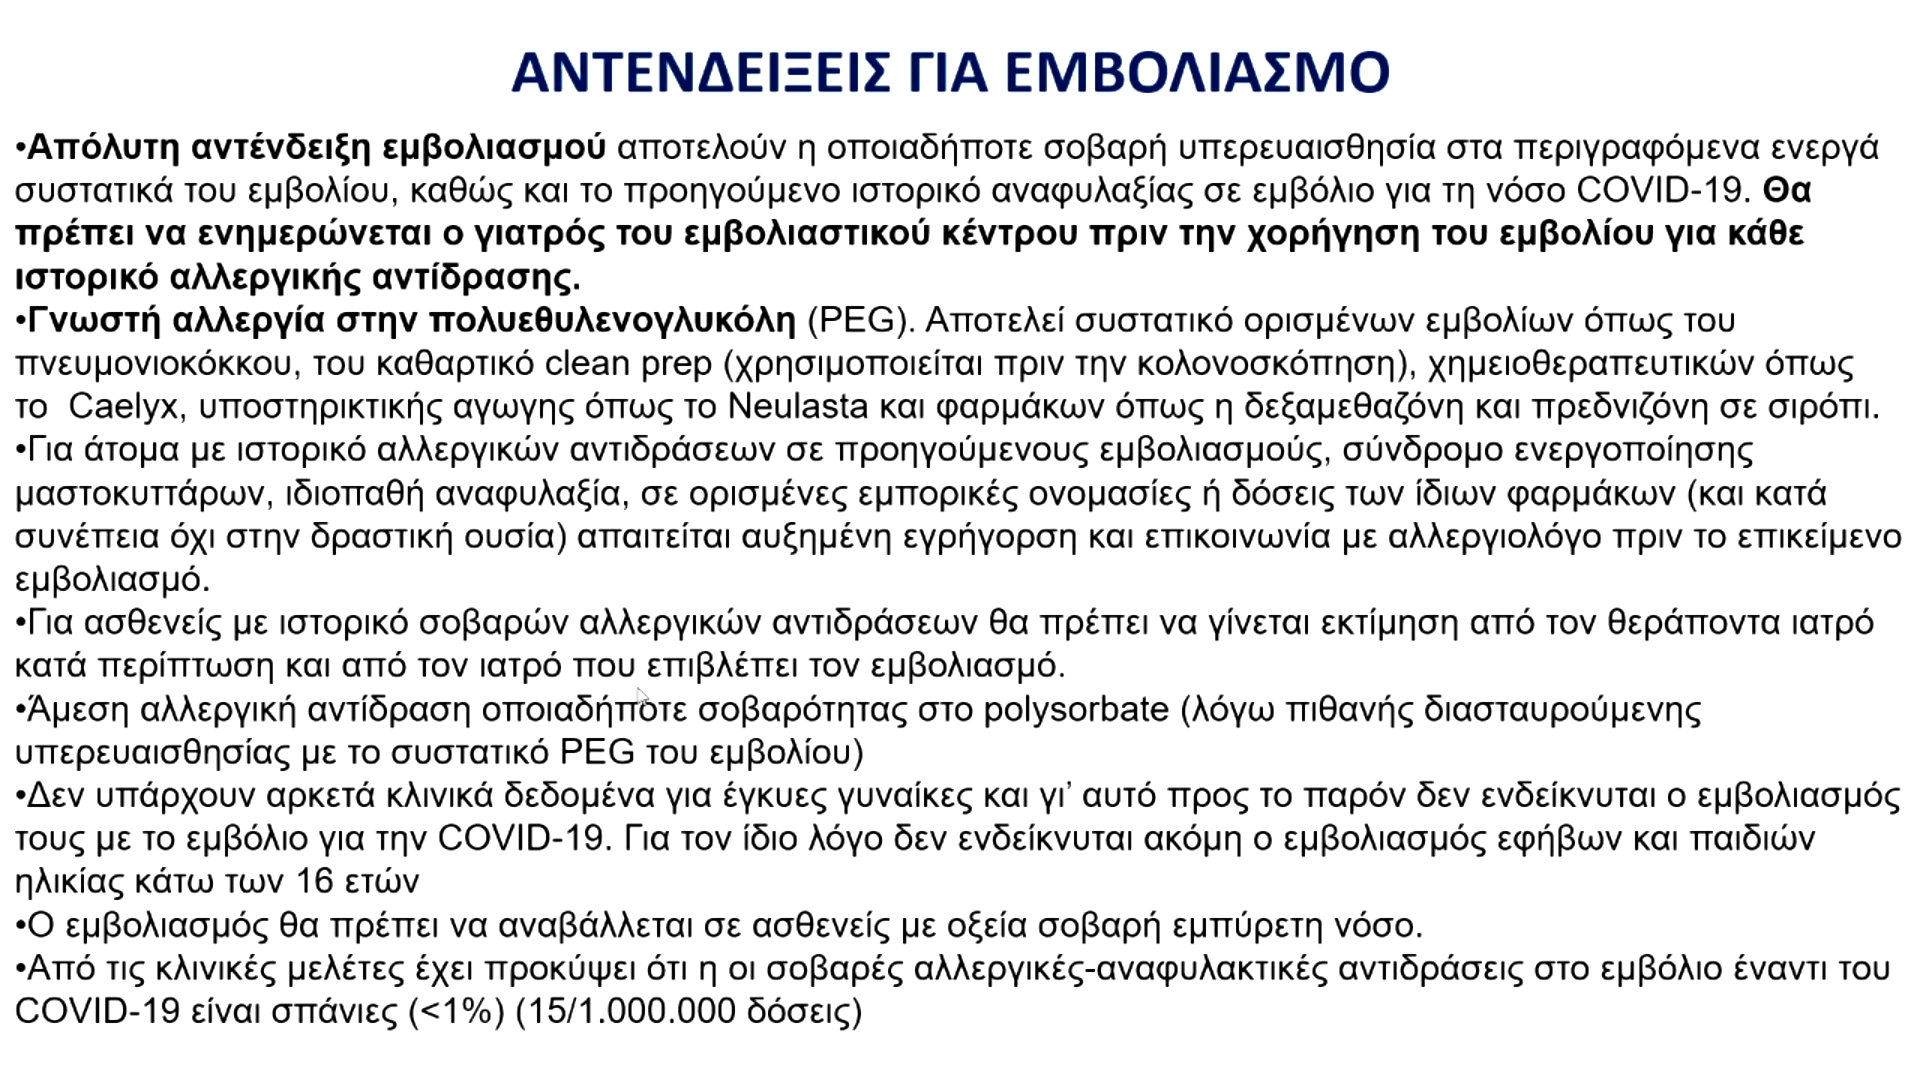 ΑΝΤΕΝΔΕΙΞΕΙΣ ΓΙΑ ΕΜΒΟΛΙΑΣΜΟ
•Απόλυτη αντένδειξη εμβολιασμού αποτελούν η οποιαδήποτε σοβαρή υπερευαισθησία στα περιγραφόμενα ενεργά
συστατικά του εμβολίου, καθώς και το προηγούμενο ιστορικό αναφυλαξίας σε εμβόλιο για τη νόσο COVID-19. Θα
πρέπει να ενημερώνεται ο γιατρός του εμβολιαστικού κέντρου πριν την χορήγηση του εμβολίου για κάθε
ιστορικό αλλεργικής αντίδρασης.
•Γνωστή αλλεργία στην πολυεθυλενογλυκόλη (PEG). Αποτελεί συστατικό ορισμένων εμβολίων όπως του
πνευμονιοκόκκου, του καθαρτικό clean prep (χρησιμοποιείται πριν την κολονοσκόπηση), χημειοθεραπευτικών όπως
το  Caelyx, υποστηρικτικής αγωγης όπως το Neulasta και φαρμάκων όπως η δεξαμεθαζόνη και πρεδνιζόνη σε σιρόπι.
•Για άτομα με ιστορικό αλλεργικών αντιδράσεων σε προηγούμενους εμβολιασμούς, σύνδρομο ενεργοποίησης
μαστοκυττάρων, ιδιοπαθή αναφυλαξία, σε ορισμένες εμπορικές ονομασίες ή δόσεις των ίδιων φαρμάκων (και κατά
συνέπεια όχι στην δραστική ουσία) απαιτείται αυξημένη εγρήγορση και επικοινωνία με αλλεργιολόγο πριν το επικείμενο
εμβολιασμό.
•Για ασθενείς με ιστορικό σοβαρών αλλεργικών αντιδράσεων θα πρέπει να γίνεται εκτίμηση από τον θεράποντα ιατρό
κατά περίπτωση και από τον ιατρό που επιβλέπει τον εμβολιασμό.
•Άμεση αλλεργική αντίδραση οποιαδήποτε σοβαρότητας στο polysorbate (λόγω πιθανής διασταυρούμενης
υπερευαισθησίας με το συστατικό PEG του εμβολίου)
•Δεν υπάρχουν αρκετά κλινικά δεδομένα για έγκυες γυναίκες και γι’ αυτό προς το παρόν δεν ενδείκνυται ο εμβολιασμός
τους με το εμβόλιο για την COVID-19. Για τον ίδιο λόγο δεν ενδείκνυται ακόμη ο εμβολιασμός εφήβων και παιδιών
ηλικίας κάτω των 16 ετών
•Ο εμβολιασμός θα πρέπει να αναβάλλεται σε ασθενείς με οξεία σοβαρή εμπύρετη νόσο.
•Από τις κλινικές μελέτες έχει προκύψει ότι η οι σοβαρές αλλεργικές-αναφυλακτικές αντιδράσεις στο εμβόλιο έναντι του
COVID-19 είναι σπάνιες (<1%) (15/1.000.000 δόσεις)